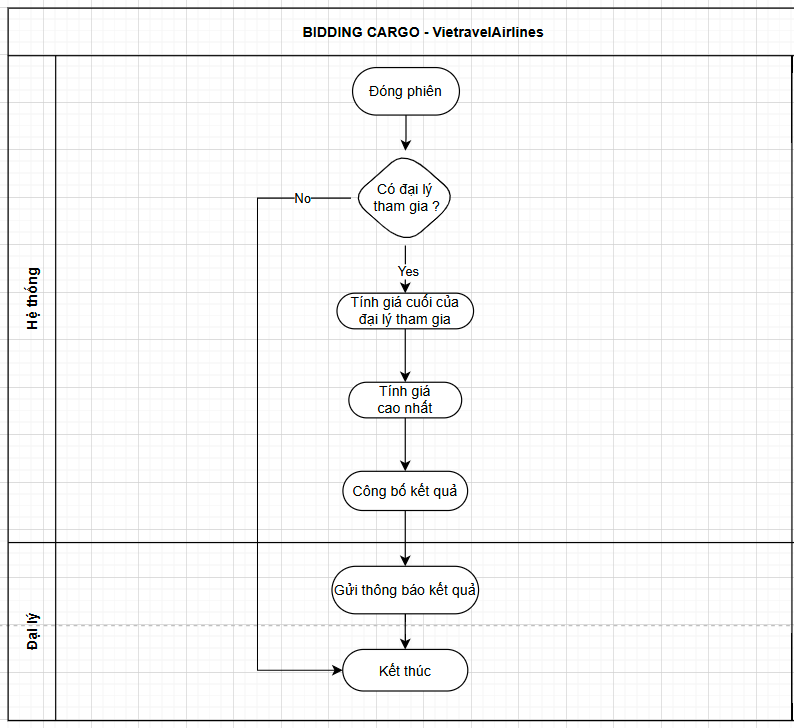 BIDDING CARGO - VietravelAirlines
Hệ thống
Đóng phiên
Có đại lý
tham gia ?
No
Yes
Tính giá cuối của
đại lý tham gia
Tính giá
cao nhất
Công bố kết quả
Đại lý
Gửi thông báo kết quả
Kết thúc